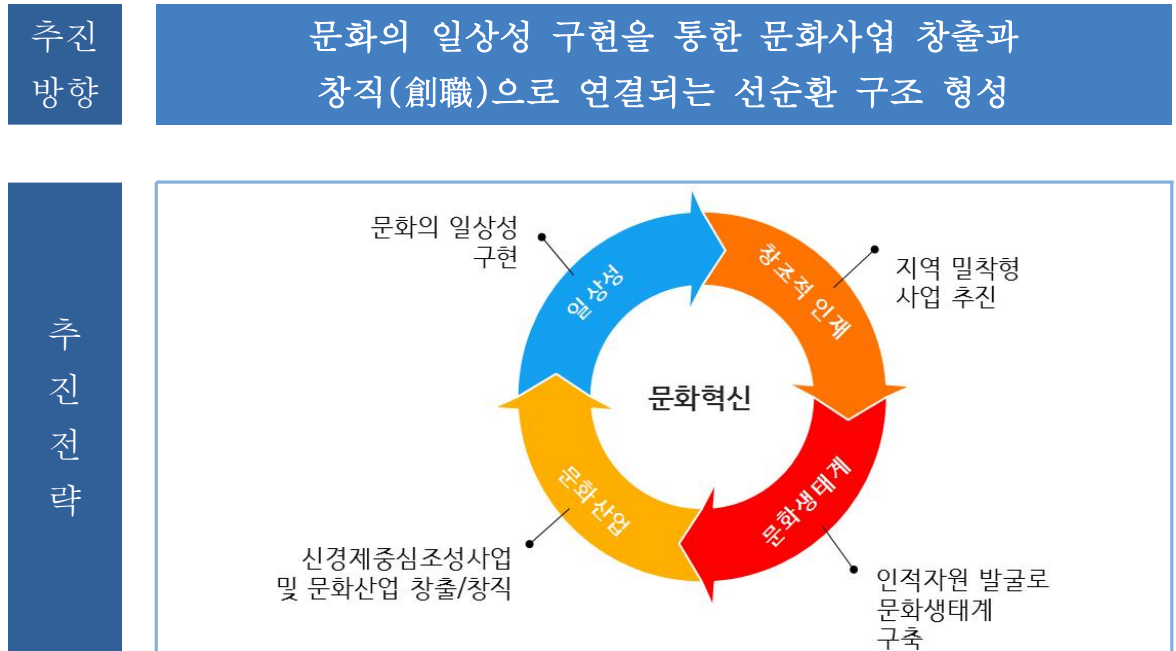 추진
방향
문화의 일상성 구현을 통한 문화사업 창출과
창직(創職)으로 연결되는 선순환 구조 형성
추
진
전
략
문화의 일상성
구현
일상성
창조적 인재
지역 밀착형
사업 추진
문화혁신
문화산업
문화생태계
신경제중심조성사업
및 문화산업 창출/창직
인적자원 발굴로
문화생태계
구축